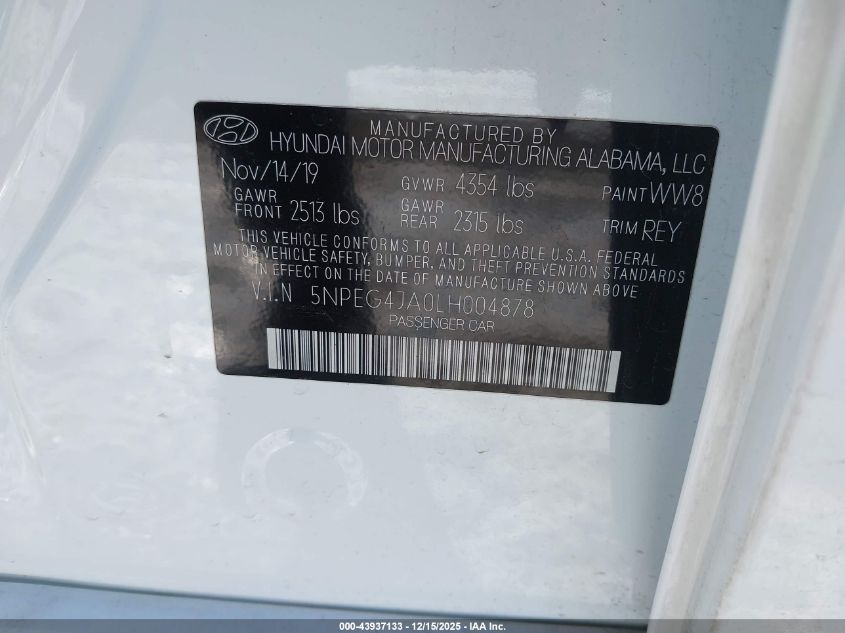 MANUFACTURED BY
HYUNDAI MOTOR MANUFACTURING ALABAMA, LLC
Nov/14/19 GVWR 4354 lbs PAINT WW8
GAWR FRONT 2513 lbs GAWR REAR 2315 lbs TRIM REY
THIS VEHICLE CONFORMS TO ALL APPLICABLE U.S.A. FEDERAL
MOTOR VEHICLE SAFETY, BUMPER, AND THEFT PREVENTION STANDARDS
IN EFFECT ON THE DATE OF MANUFACTURE SHOWN ABOVE
V.I.N 5NPEG4JA0LH004878
PASSENGER CAR
000-43937133 - 12/15/2025 - IAA Inc.